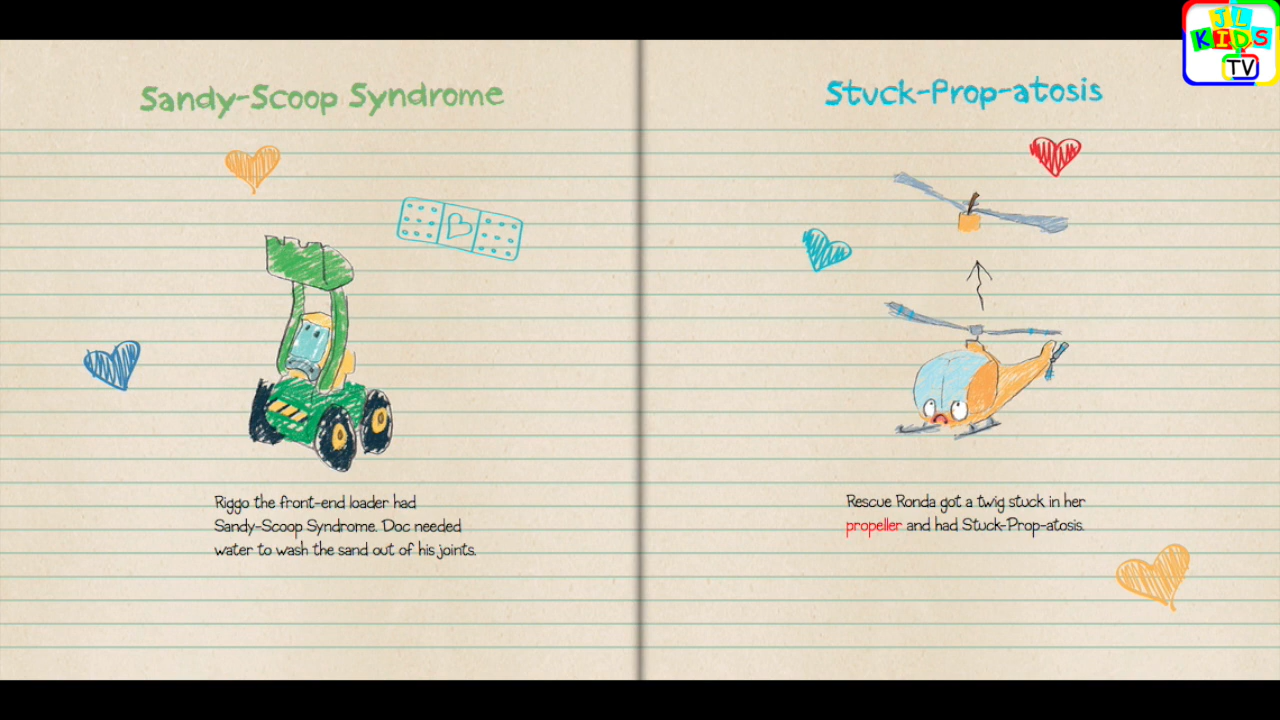 Sandy-Scoop Syndrome
Riggo the front-end loader had
Sandy-Scoop Syndrome. Doc needed
water to wash the sand out of his joints.
Stuck-Prop-atosis
Rescue Ronda got a twig stuck in her
propeller and had Stuck-Prop-atosis.
JL
KIDS
TV